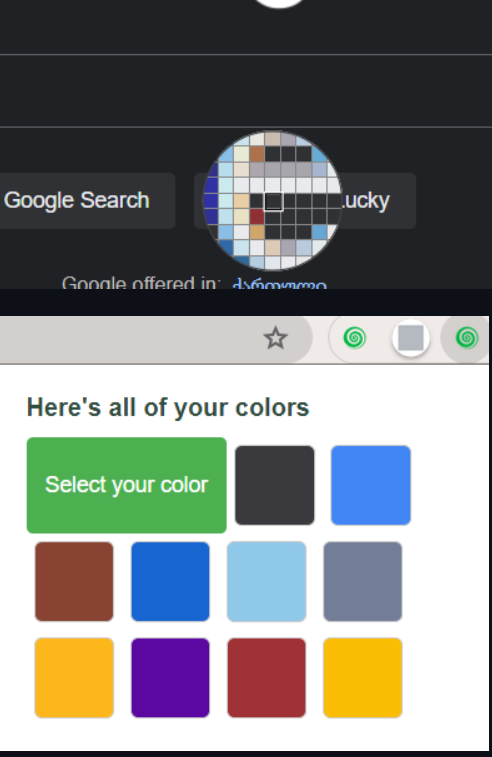 Google Search
ucky
Google offered in: ქართული
Here's all of your colors
Select your color